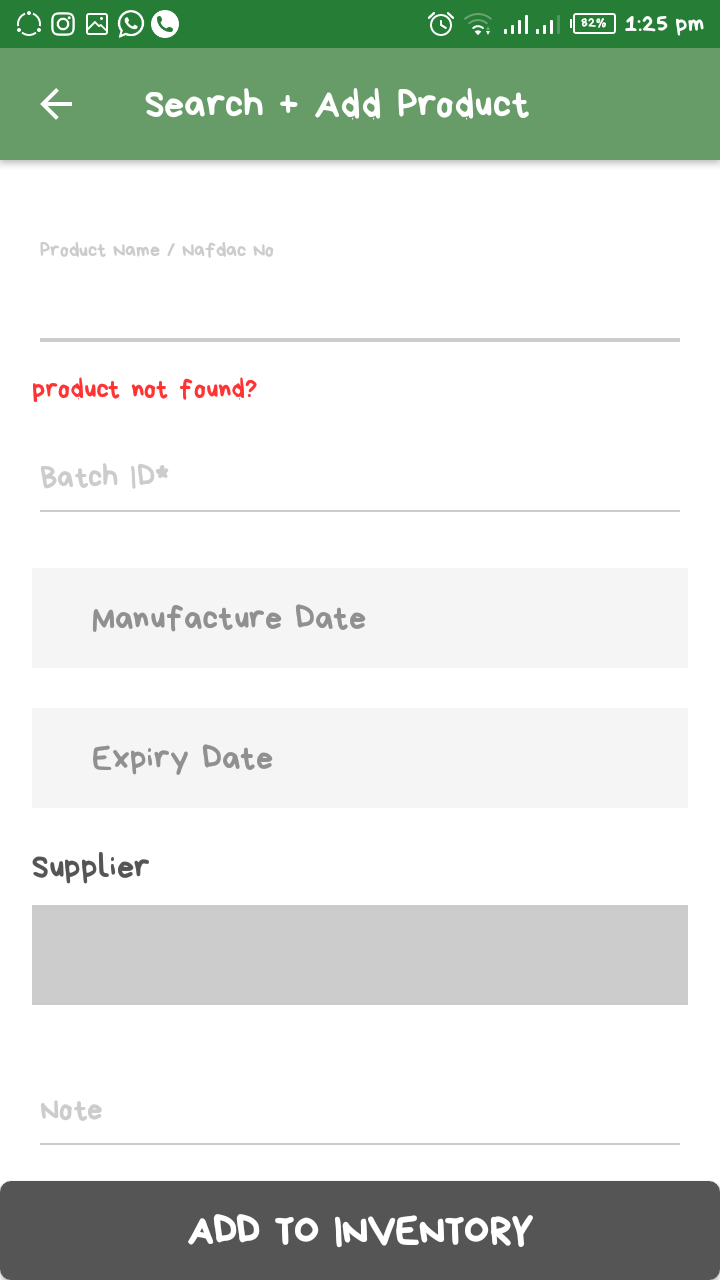 82% 1:25 pm
Search + Add Product
Product Name / Nafdac No
product not found?
Batch ID*
Manufacture Date
Expiry Date
Supplier
Note
ADD TO INVENTORY